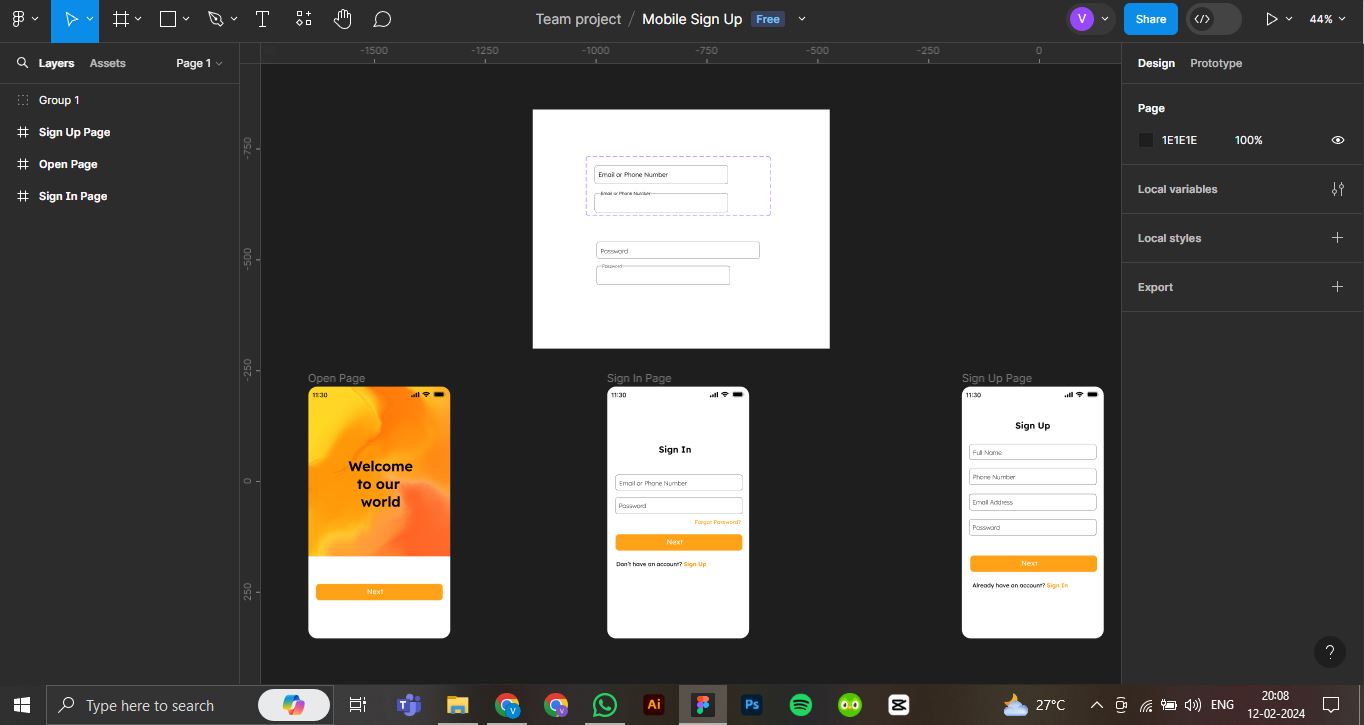 Team project / Mobile Sign Up Free
V
Share
44%
Layers
Assets
Page 1
Group 1
Sign Up Page
Open Page
Sign In Page
-1500
-1250
-1000
-750
-500
-250
0
-750
-500
-250
0
250
Email or Phone Number
Email or Phone Number
Password
Password
Open Page
11:30
Welcome
to our
world
Next
Sign In Page
11:30
Sign In
Email or Phone Number
Password
Forgot Password?
Next
Don't have an account? Sign Up
Sign Up Page
11:30
Sign Up
Full Name
Phone Number
Email Address
Password
Next
Already have an account? Sign In
Design
Prototype
Page
1E1E1E
100%
Local variables
Local styles
Export
?
Type here to search
Ai
Ps
27°C
ENG
20:08
12-02-2024